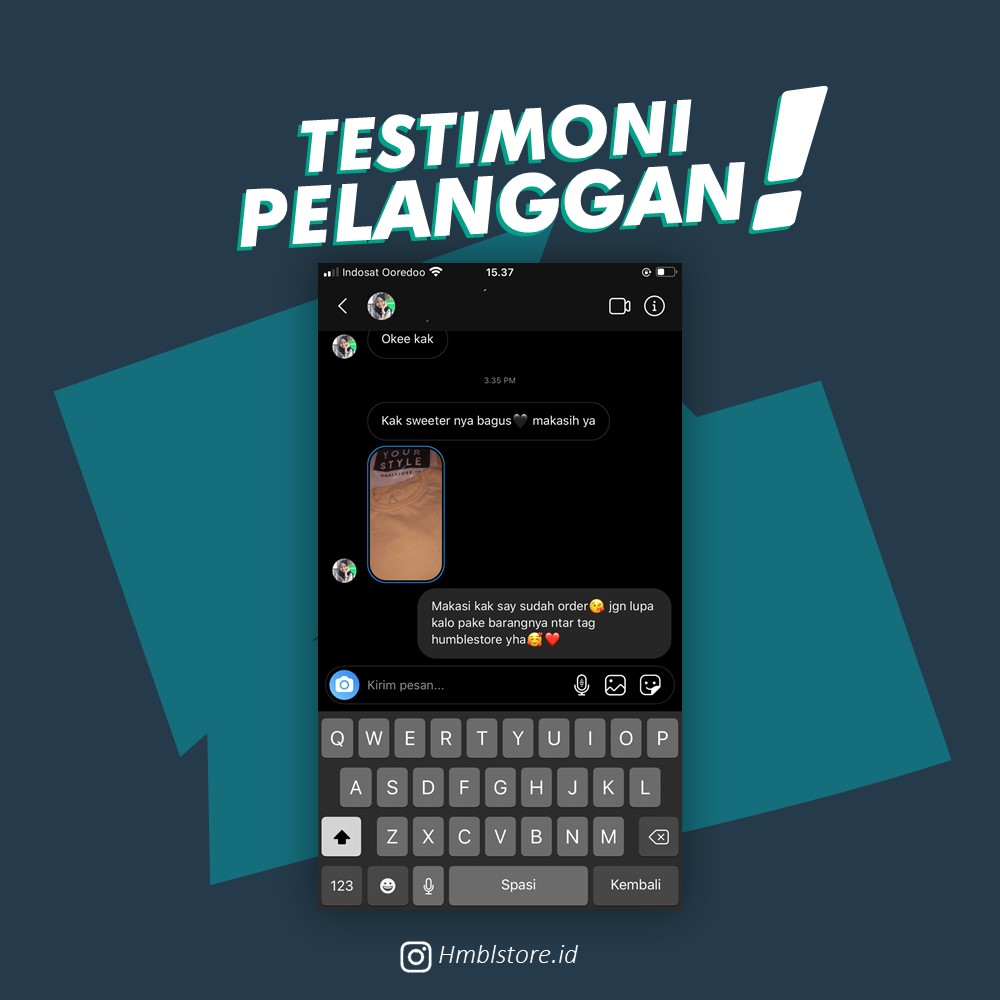 TESTIMONI
PELANGGAN!
Indosat Ooredoo 15.37
Okee kak
3.35 PM
Kak sweeter nya bagus🖤 makasih ya
YOUR
STYLE
Makasi kak say sudah order😘 jgn lupa
kalo pake barangnya ntar tag
humblestore yha🥰❤️
Kirim pesan...
Q W E R T Y U I O P
A S D F G H J K L
Z X C V B N M
123 Spasi Kembali
Hmblstore.id